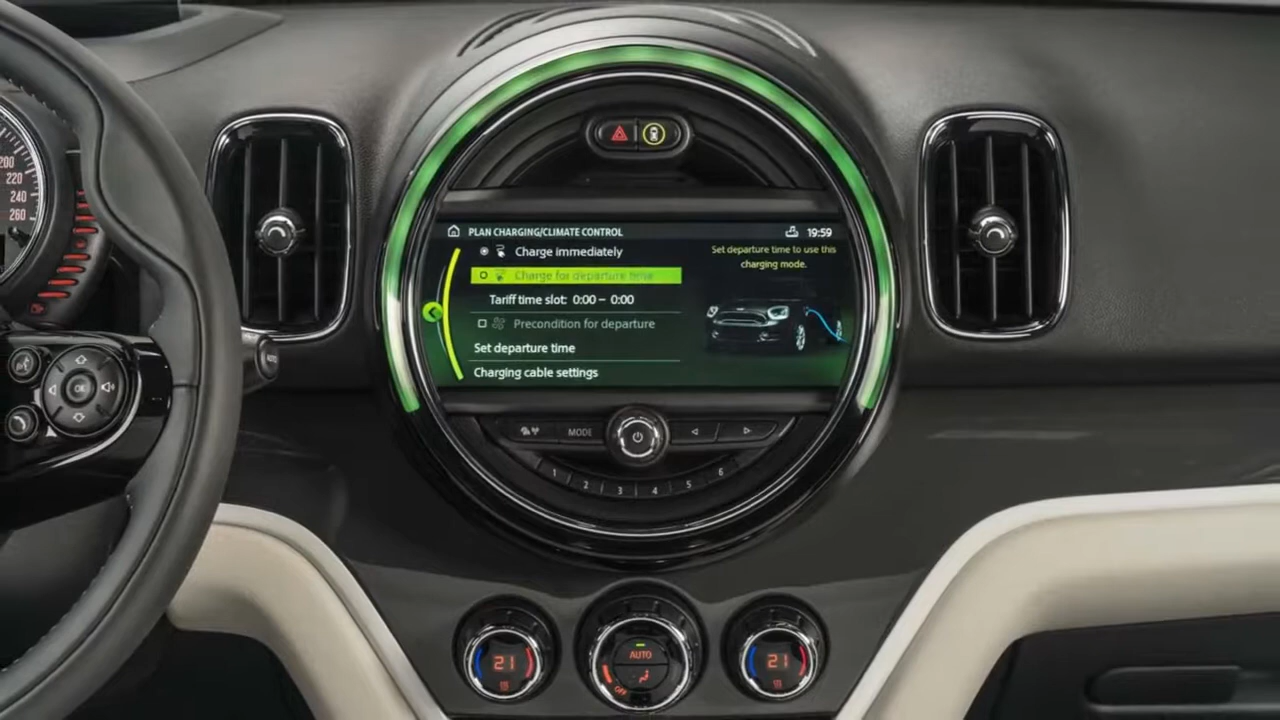 200
220
240
260
PLAN CHARGING/CLIMATE CONTROL
19:59
Charge immediately
Charge for departure time
Tariff time slot: 0:00 – 0:00
Precondition for departure
Set departure time
Charging cable settings
Set departure time to use this
charging mode.
OK
MODE
1 2 3 4 5 6
21
AUTO
OFF
21